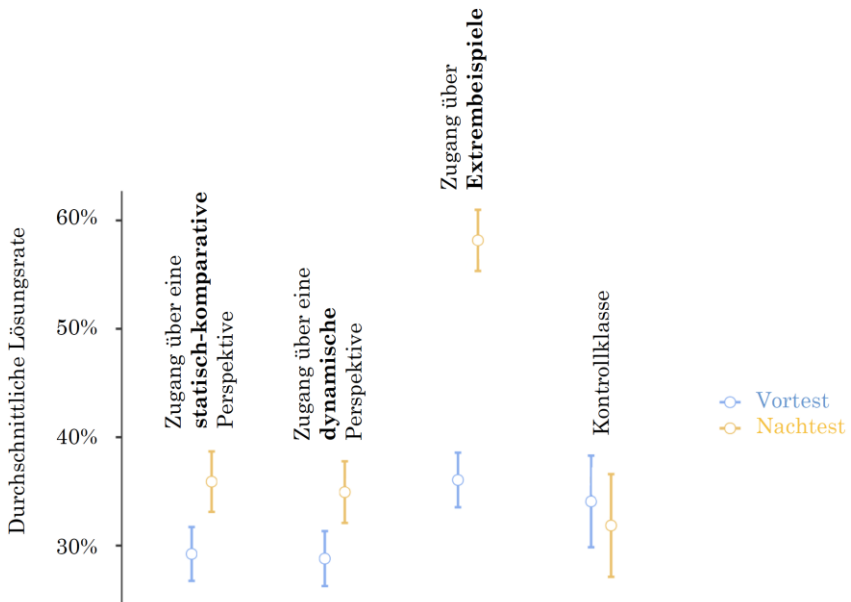 Durchschnittliche Lösungsrate
60%
50%
40%
30%
Zugang über eine
statisch-komparative
Perspektive
Zugang über eine
dynamische
Perspektive
Zugang über
Extrembeispiele
Kontrollklasse
Vortest
Nachtest